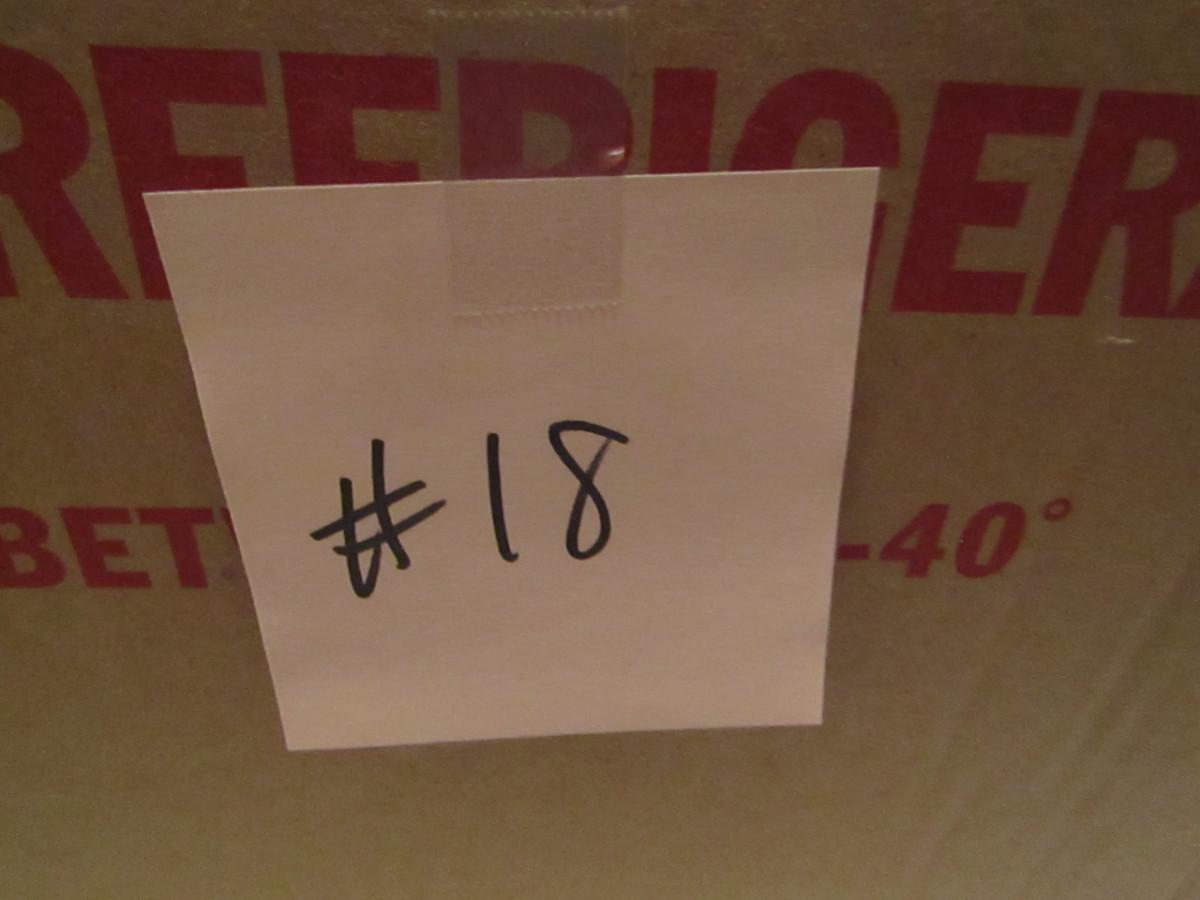 REFRIGERA
BET -40°
#18